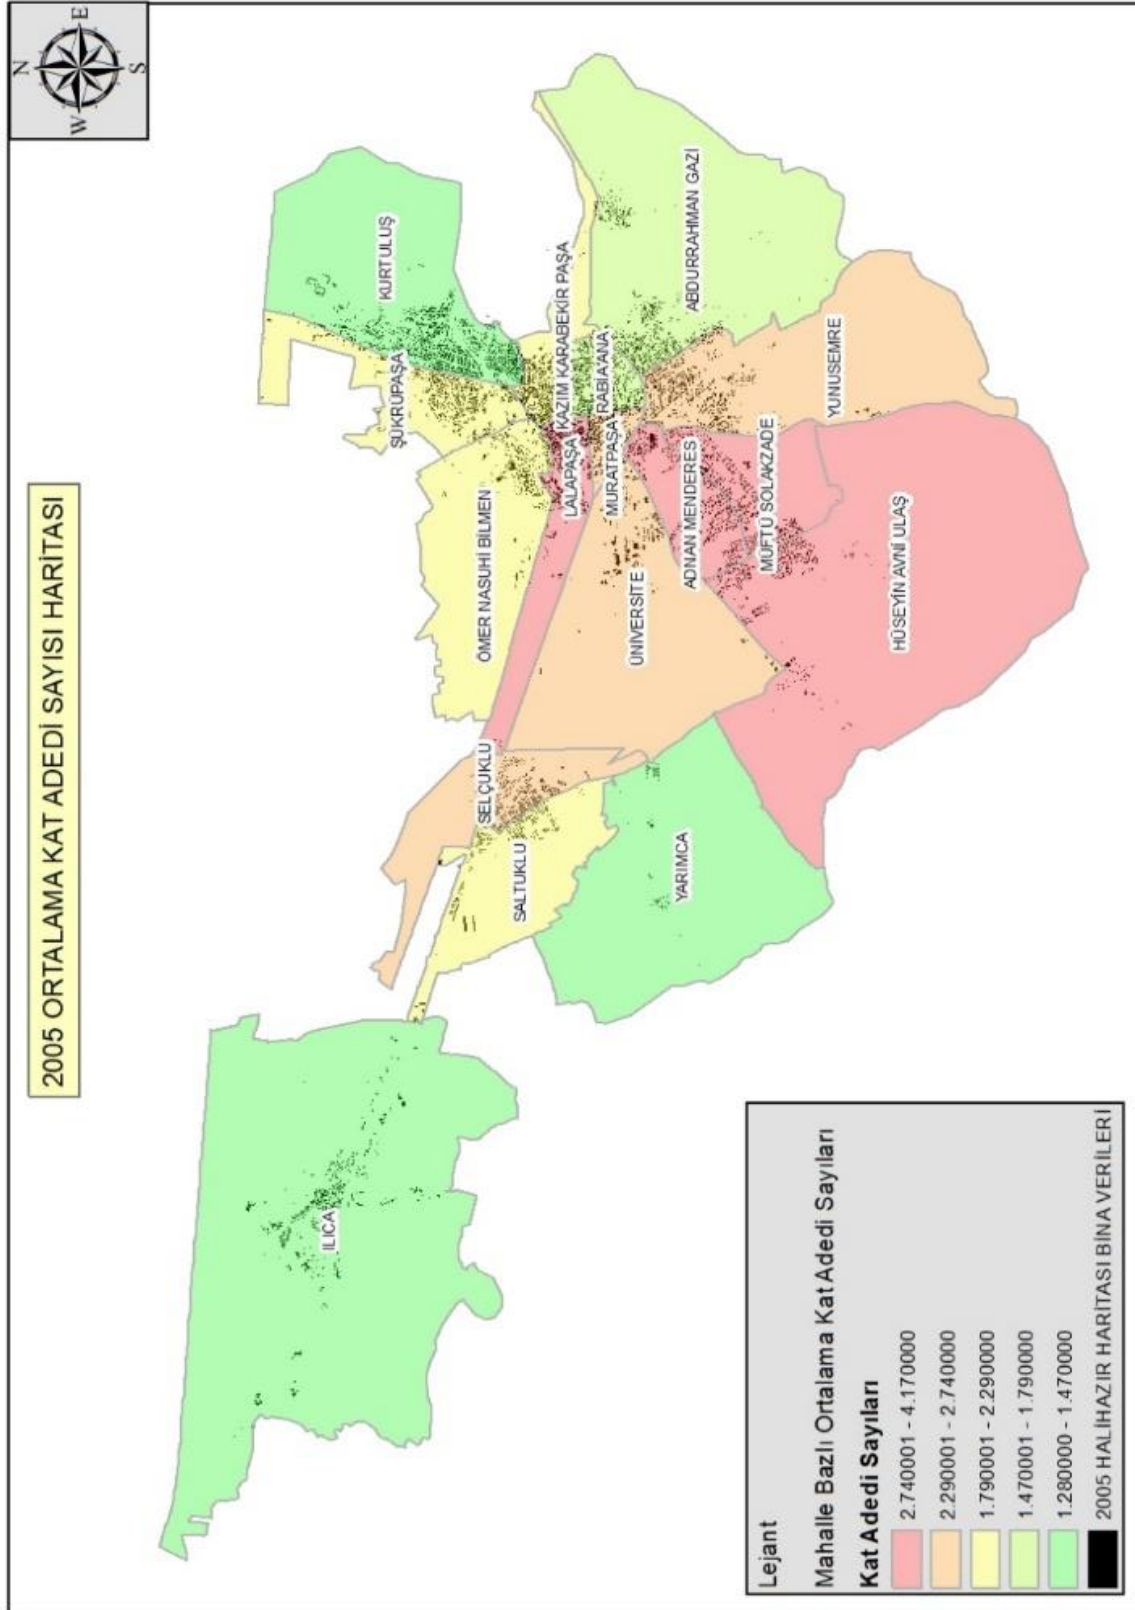 2005 ORTALAMA KAT ADEDİ SAYISI HARİTASI
N
E
S
W
KURTULUŞ
ŞÜKRÜPAŞA
ÖMER NASUHİ BİLMEN
KAZIM KARABEKİR PAŞA
LALAPAŞA
RABİA'ANA
MURATPAŞA
ABDURRAHMAN GAZİ
YUNUSEMRE
ADNAN MENDERES
MÜFTÜ SOLAKZADE
ÜNİVERSİTE
HÜSEYİN AVNİ ULAŞ
SELÇUKLU
SALTUKLU
YARIMCA
ILICA
Lejant
Mahalle Bazlı Ortalama Kat Adedi Sayıları
Kat Adedi Sayıları
2.740001 - 4.170000
2.290001 - 2.740000
1.790001 - 2.290000
1.470001 - 1.790000
1.280000 - 1.470000
2005 HALİHAZIR HARİTASI BİNA VERİLERİ